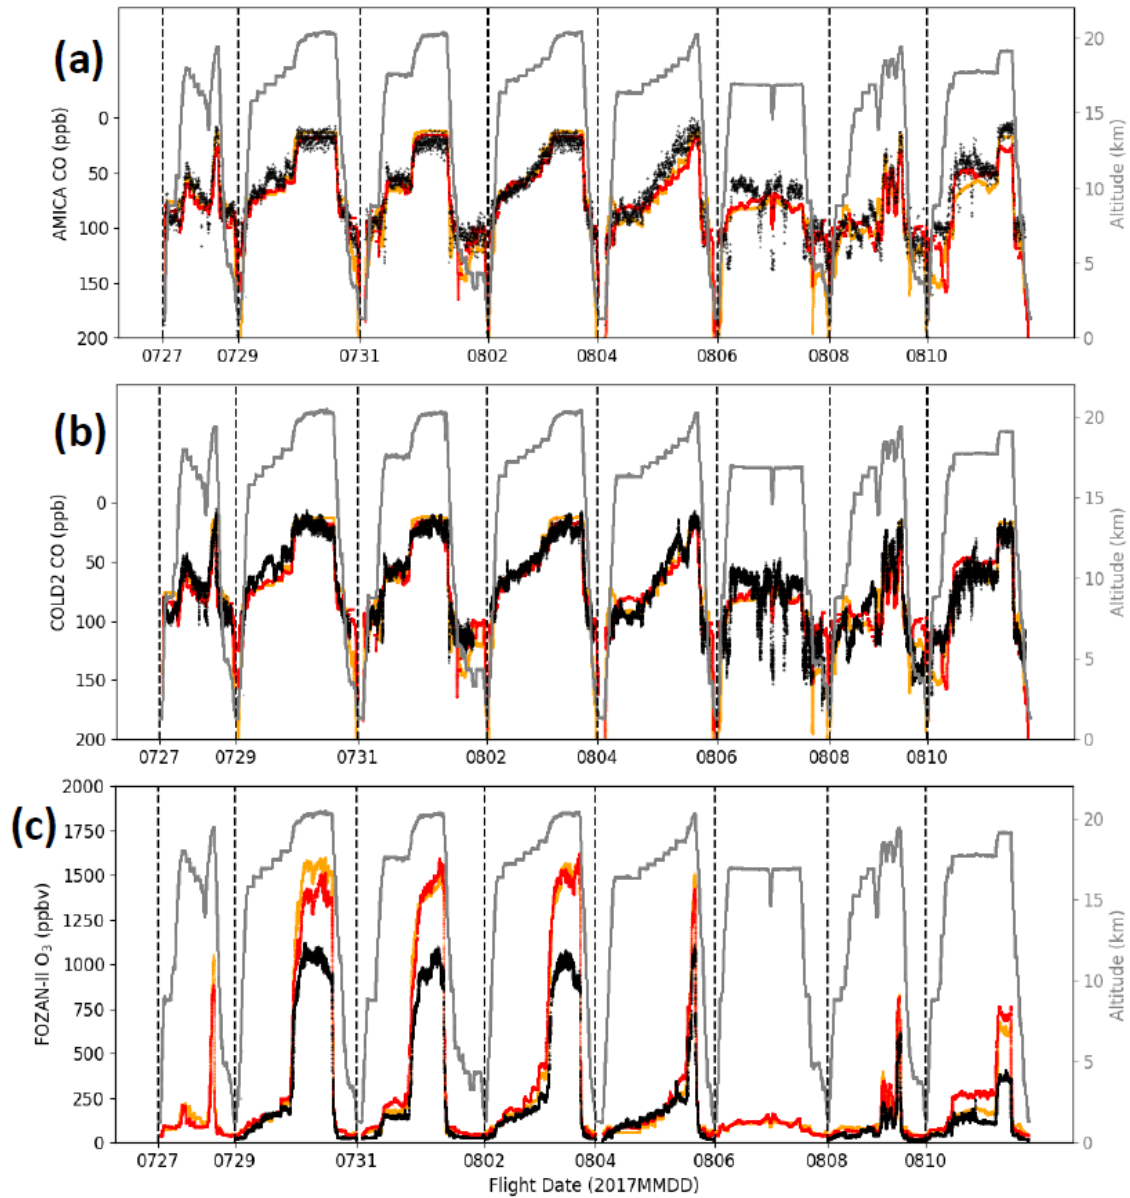 (a)
AMICA CO (ppb)
0
50
100
150
200
20
15
10
5
0
Altitude (km)
0727 0729 0731 0802 0804 0806 0808 0810
(b)
COLD2 CO (ppb)
0
50
100
150
200
20
15
10
5
0
Altitude (km)
0727 0729 0731 0802 0804 0806 0808 0810
(c)
FOZAN-II O₃ (ppbv)
2000
1750
1500
1250
1000
750
500
250
0
20
15
10
5
0
Altitude (km)
0727 0729 0731 0802 0804 0806 0808 0810
Flight Date (2017MMDD)